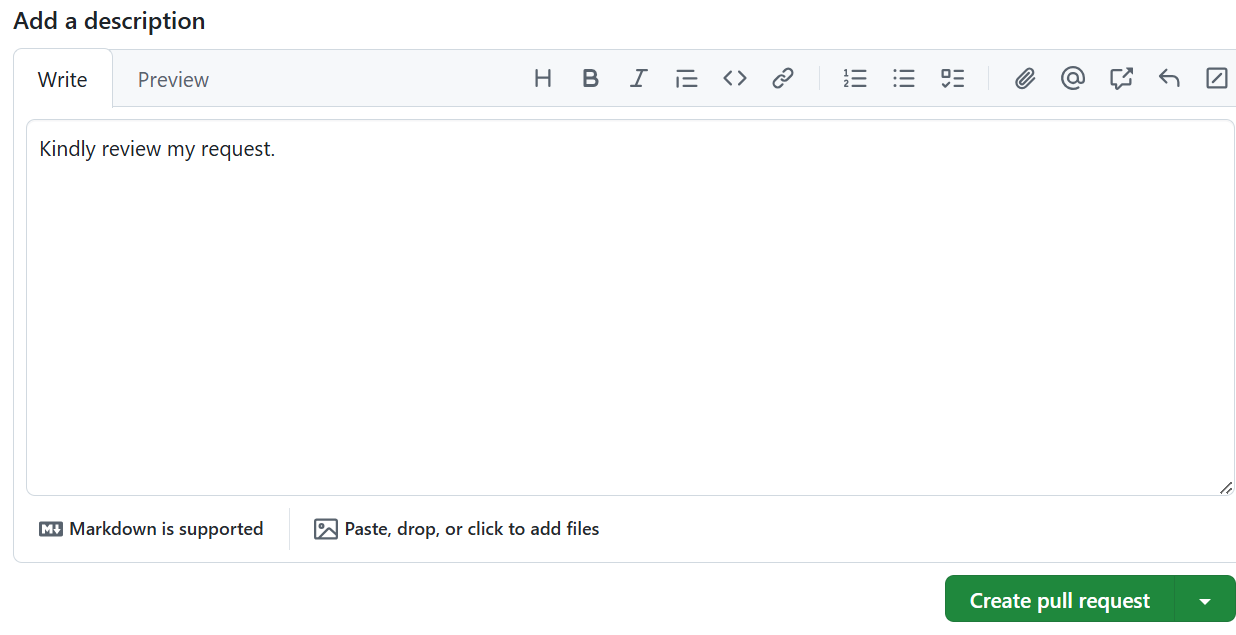 Add a description
Write Preview
Kindly review my request.
Markdown is supported Paste, drop, or click to add files
Create pull request